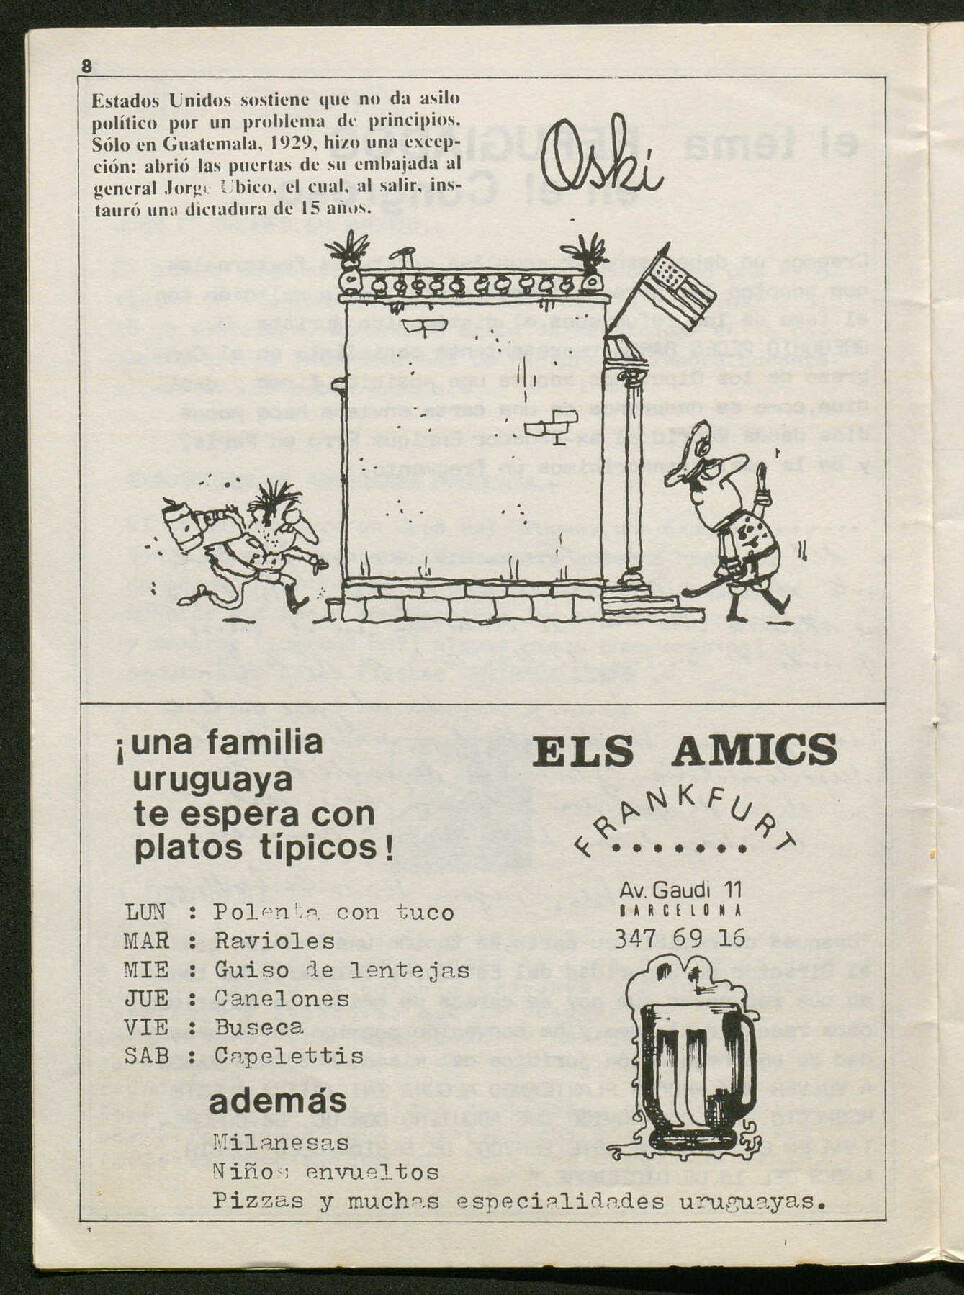 8
Estados Unidos sostiene que no da asilo
político por un problema de principios.
Sólo en Guatemala, 1929, hizo una excep-
ción: abrió las puertas de su embajada al
general Jorge Ubico, el cual, al salir, ins-
tauró una dictadura de 15 años.
Oski
¡una familia
uruguaya
te espera con
platos típicos!
LUN : Polenta con tuco
MAR : Ravioles
MIE : Guiso de lentejas
JUE : Canelones
VIE : Buseca
SAB : Capelettis
además
Milanesas
Niños envueltos
Pizzas y muchas especialidades uruguayas.
ELS AMICS
FRANKFURT
Av. Gaudi 11
BARCELONA
347 69 16